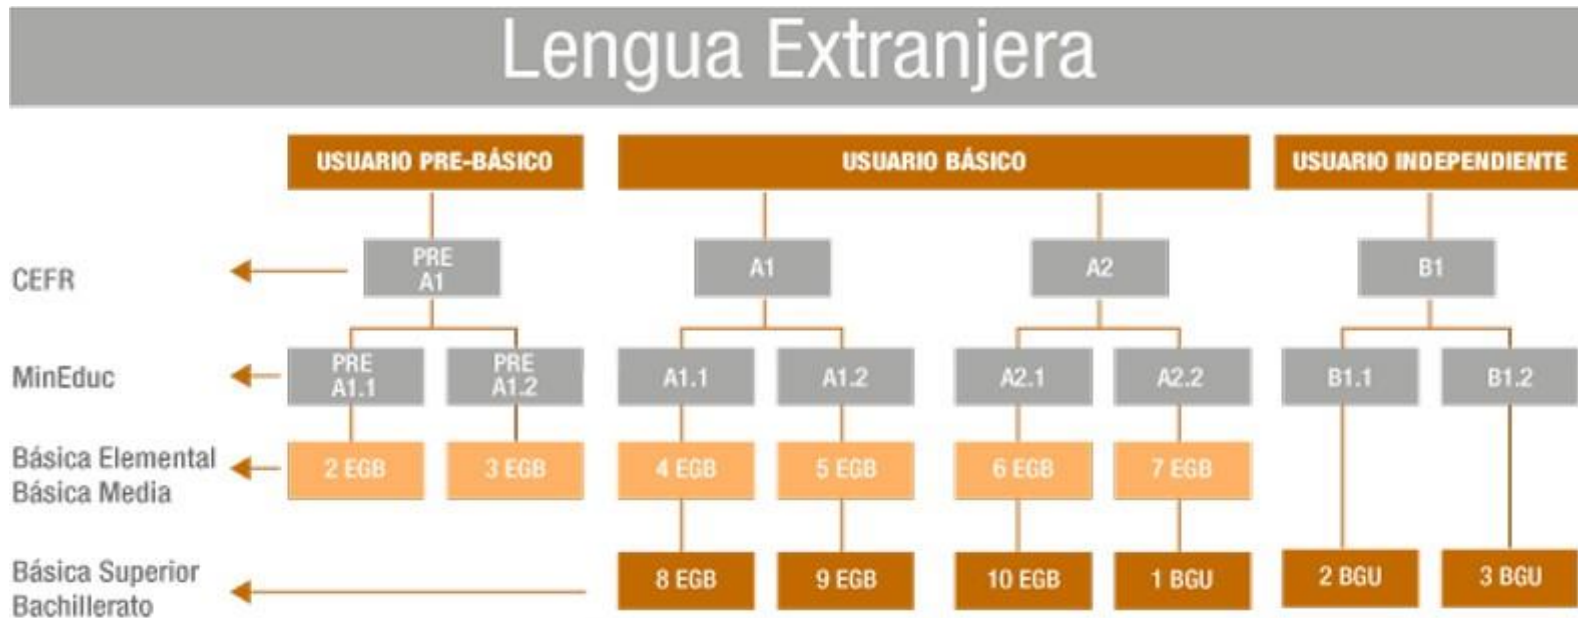 Lengua Extranjera
USUARIO PRE-BÁSICO
USUARIO BÁSICO
USUARIO INDEPENDIENTE
CEFR
PRE
A1
A1
A2
B1
MinEduc
PRE
A1.1
PRE
A1.2
A1.1
A1.2
A2.1
A2.2
B1.1
B1.2
Básica Elemental
Básica Media
2 EGB
3 EGB
4 EGB
5 EGB
6 EGB
7 EGB
Básica Superior
Bachillerato
8 EGB
9 EGB
10 EGB
1 BGU
2 BGU
3 BGU